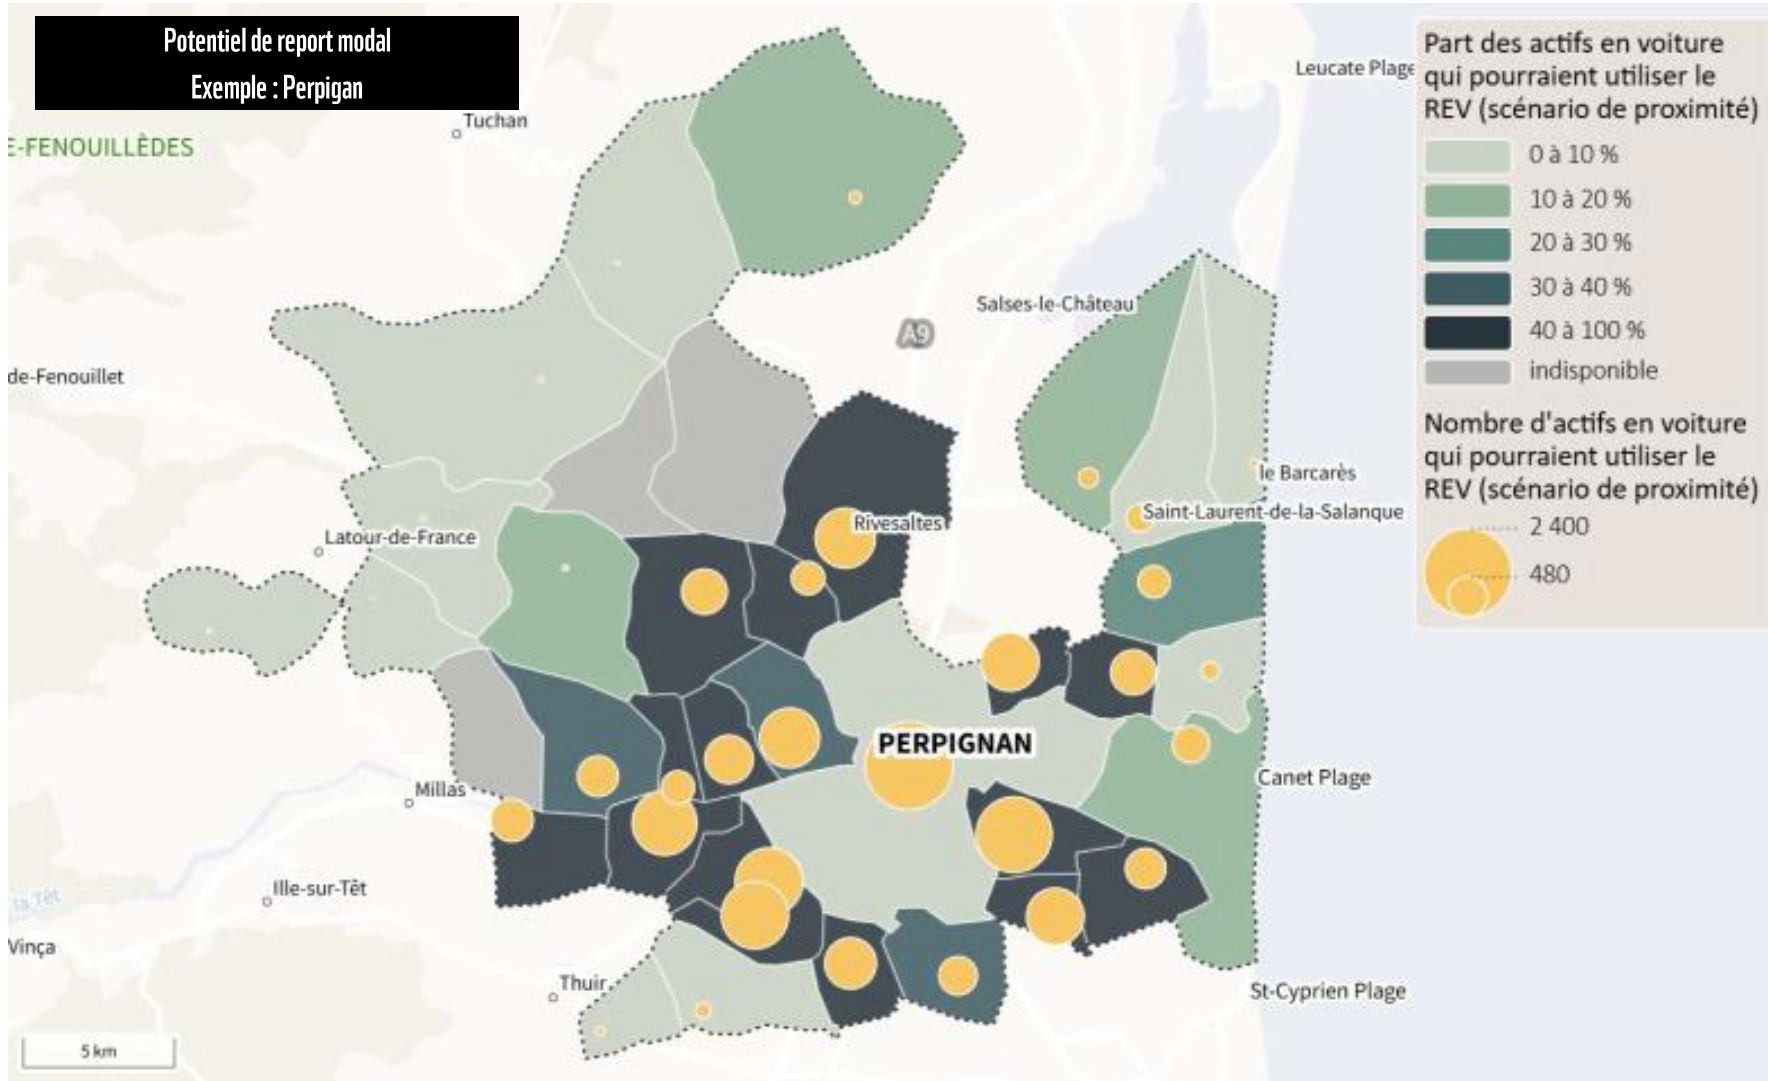 Potentiel de report modal
Exemple : Perpigan
Leucate Plage
Tuchan
E-FENOUILLÈDES
Salses-le-Château
A9
de-Fenouillet
le Barcarès
Saint-Laurent-de-la-Salanque
Rivesaltes
Latour-de-France
PERPIGNAN
Canet Plage
Millas
Ille-sur-Têt
la Têt
Vinça
Thuir
St-Cyprien Plage
5 km
Part des actifs en voiture
qui pourraient utiliser le
REV (scénario de proximité)
0 à 10 %
10 à 20 %
20 à 30 %
30 à 40 %
40 à 100 %
indisponible
Nombre d'actifs en voiture
qui pourraient utiliser le
REV (scénario de proximité)
2 400
480